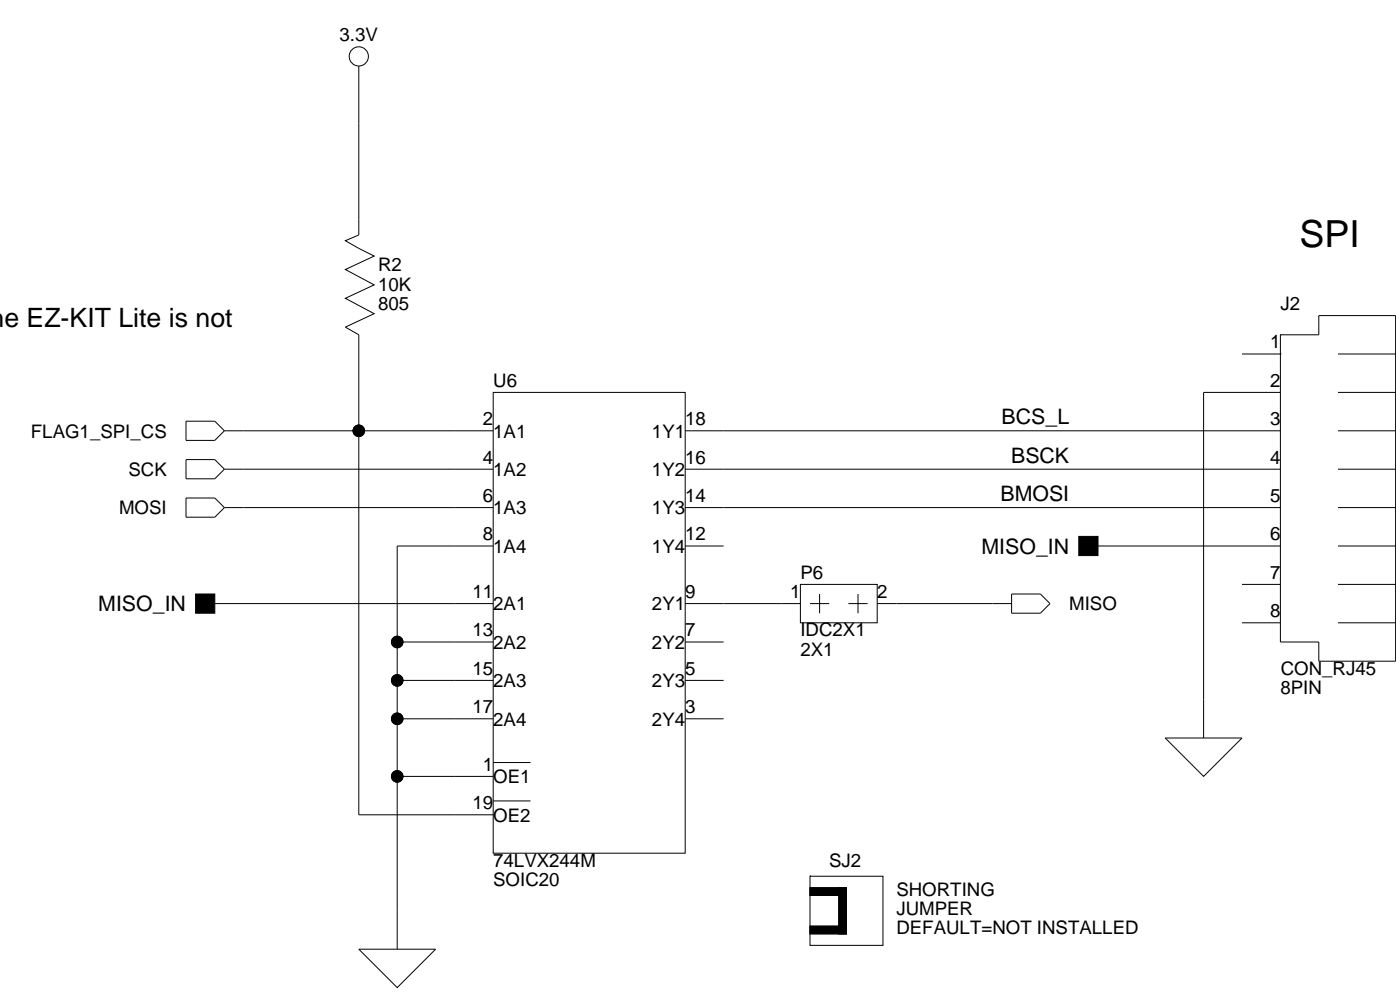 3.3V
SPI
R2
10K
805
J2
ne EZ-KIT Lite is not
U6
1
2
FLAG1_SPI_CS
2
1A1
1Y1
18
BCS_L
3
SCK
4
1A2
1Y2
16
BSCK
4
MOSI
6
1A3
1Y3
14
BMOSI
5
8
1A4
1Y4
12
MISO_IN
6
P6
7
MISO_IN
11
2A1
2Y1
9
1
2
MISO
8
13
2A2
2Y2
7
IDC2X1
2X1
15
2A3
2Y3
5
CON_RJ45
8PIN
17
2A4
2Y4
3
1
OE1
19
OE2
74LVX244M
SOIC20
SJ2
SHORTING
JUMPER
DEFAULT=NOT INSTALLED